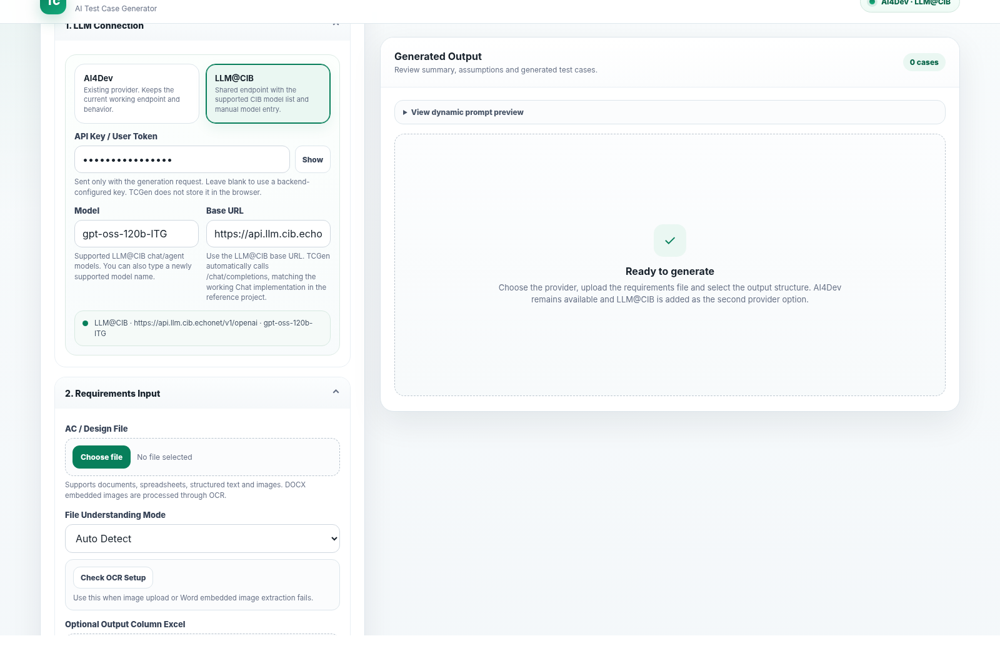 TC
AI Test Case Generator
AI4Dev · LLM@CIB
1. LLM Connection
AI4Dev
Existing provider. Keeps the
current working endpoint and
behavior.
LLM@CIB
Shared endpoint with the
supported CIB model list and
manual model entry.
API Key / User Token
••••••••••••••••
Show
Sent only with the generation request. Leave blank to use a backend-
configured key. TCGen does not store it in the browser.
Model
gpt-oss-120b-ITG
Supported LLM@CIB chat/agent
models. You can also type a newly
supported model name.
Base URL
https://api.llm.cib.echo
Use the LLM@CIB base URL. TCGen
automatically calls
/chat/completions, matching the
working Chat implementation in the
reference project.
LLM@CIB · https://api.llm.cib.echonet/v1/openai · gpt-oss-120b-
ITG
2. Requirements Input
AC / Design File
Choose file No file selected
Supports documents, spreadsheets, structured text and images. DOCX
embedded images are processed through OCR.
File Understanding Mode
Auto Detect
Check OCR Setup
Use this when image upload or Word embedded image extraction fails.
Optional Output Column Excel
Generated Output
Review summary, assumptions and generated test cases.
0 cases
View dynamic prompt preview
Ready to generate
Choose the provider, upload the requirements file and select the output structure. AI4Dev
remains available and LLM@CIB is added as the second provider option.